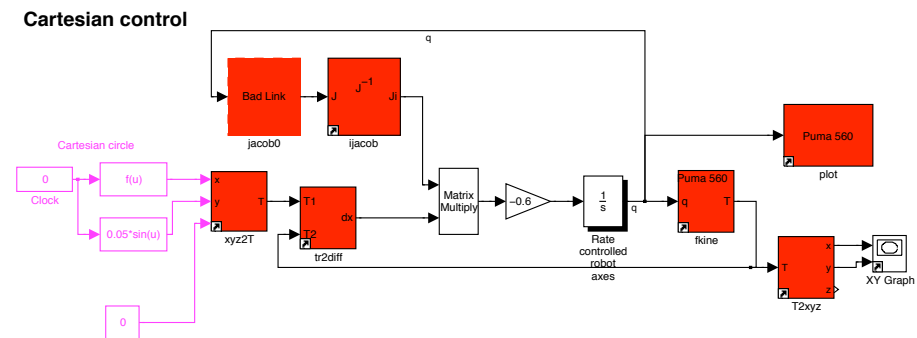 Cartesian control
q
Bad Link
jacob0
J
J⁻¹
Ji
ijacob
Puma 560
plot
Cartesian circle
0
Clock
f(u)
0.05*sin(u)
0
x
y
T
xyz2T
T1
T2
dx
tr2diff
Matrix
Multiply
−0.6
1
s
q
Rate
controlled
robot
axes
Puma 560
q
T
fkine
T
x
y
z
T2xyz
XY Graph